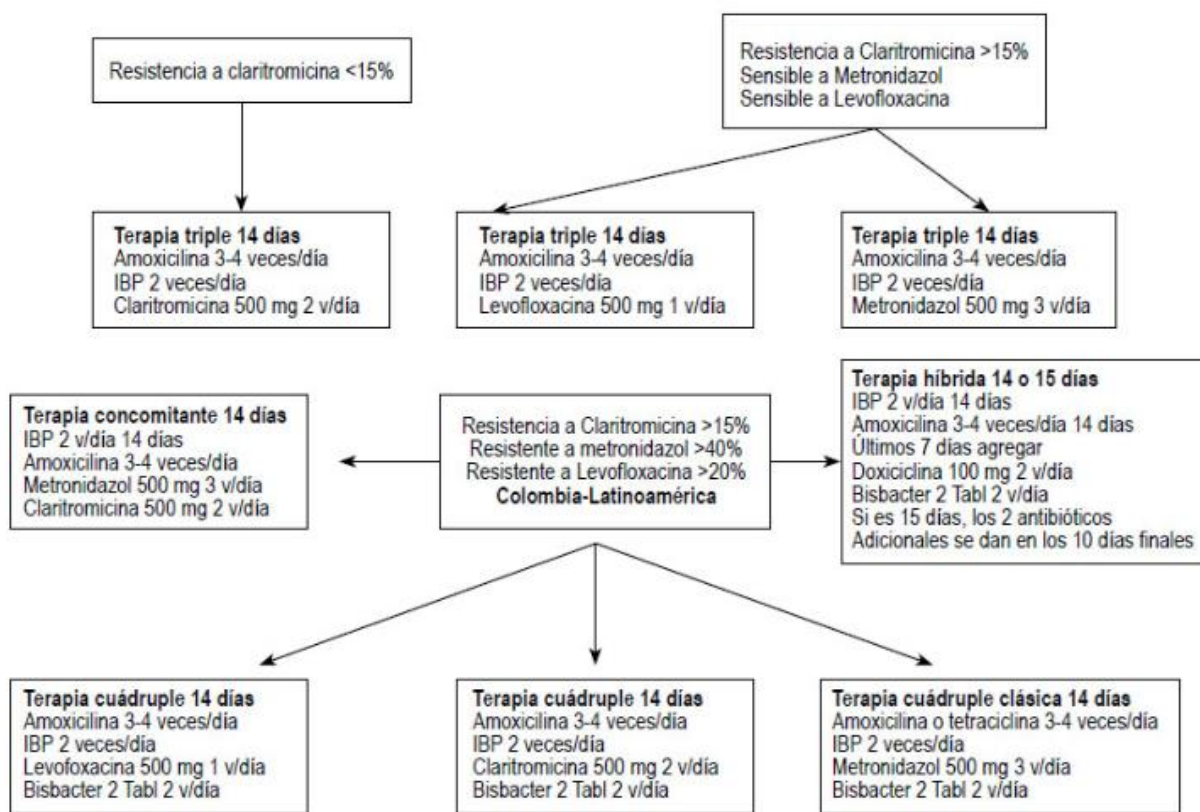 Resistencia a claritromicina <15%
Resistencia a Claritromicina >15%
Sensible a Metronidazol
Sensible a Levofloxacina
Terapia triple 14 días
Amoxicilina 3-4 veces/día
IBP 2 veces/día
Claritromicina 500 mg 2 v/día
Terapia triple 14 días
Amoxicilina 3-4 veces/día
IBP 2 veces/día
Levofloxacina 500 mg 1 v/día
Terapia triple 14 días
Amoxicilina 3-4 veces/día
IBP 2 veces/día
Metronidazol 500 mg 3 v/día
Terapia concomitante 14 días
IBP 2 v/día 14 días
Amoxicilina 3-4 veces/día
Metronidazol 500 mg 3 v/día
Claritromicina 500 mg 2 v/día
Resistencia a Claritromicina >15%
Resistente a metronidazol >40%
Resistente a Levofloxacina >20%
Colombia-Latinoamérica
Terapia híbrida 14 o 15 días
IBP 2 v/día 14 días
Amoxicilina 3-4 veces/día 14 días
Últimos 7 días agregar
Doxiciclina 100 mg 2 v/día
Bisbacter 2 Tabl 2 v/día
Si es 15 días, los 2 antibióticos
Adicionales se dan en los 10 días finales
Terapia cuádruple 14 días
Amoxicilina 3-4 veces/día
IBP 2 veces/día
Levofoxacina 500 mg 1 v/día
Bisbacter 2 Tabl 2 v/día
Terapia cuádruple 14 días
Amoxicilina 3-4 veces/día
IBP 2 veces/día
Claritromicina 500 mg 2 v/día
Bisbacter 2 Tabl 2 v/día
Terapia cuádruple clásica 14 días
Amoxicilina o tetraciclina 3-4 veces/día
IBP 2 veces/día
Metronidazol 500 mg 3 v/día
Bisbacter 2 Tabl 2 v/día